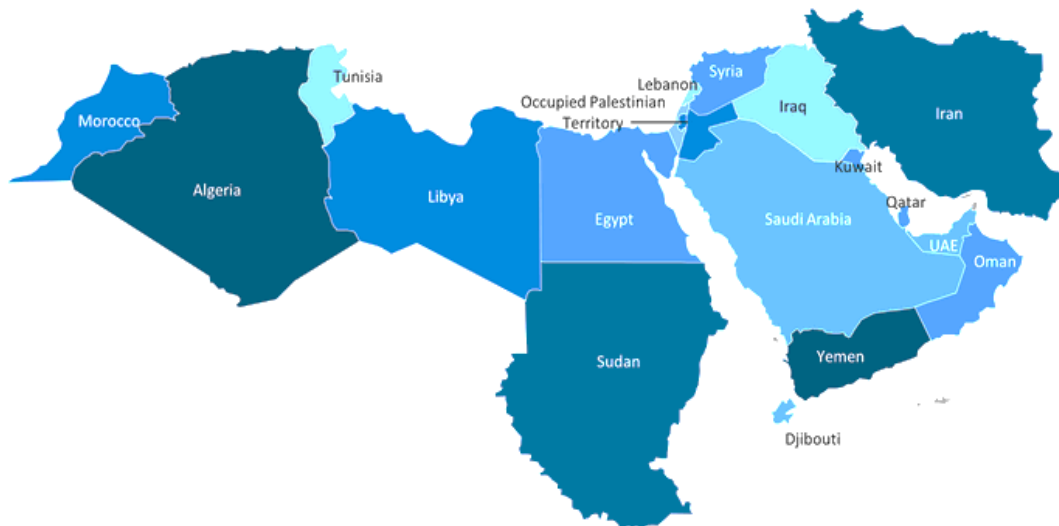 Tunisia
Syria
Lebanon
Occupied Palestinian
Territory
Iraq
Iran
Morocco
Kuwait
Algeria
Libya
Qatar
Egypt
Saudi Arabia
UAE
Oman
Sudan
Yemen
Djibouti